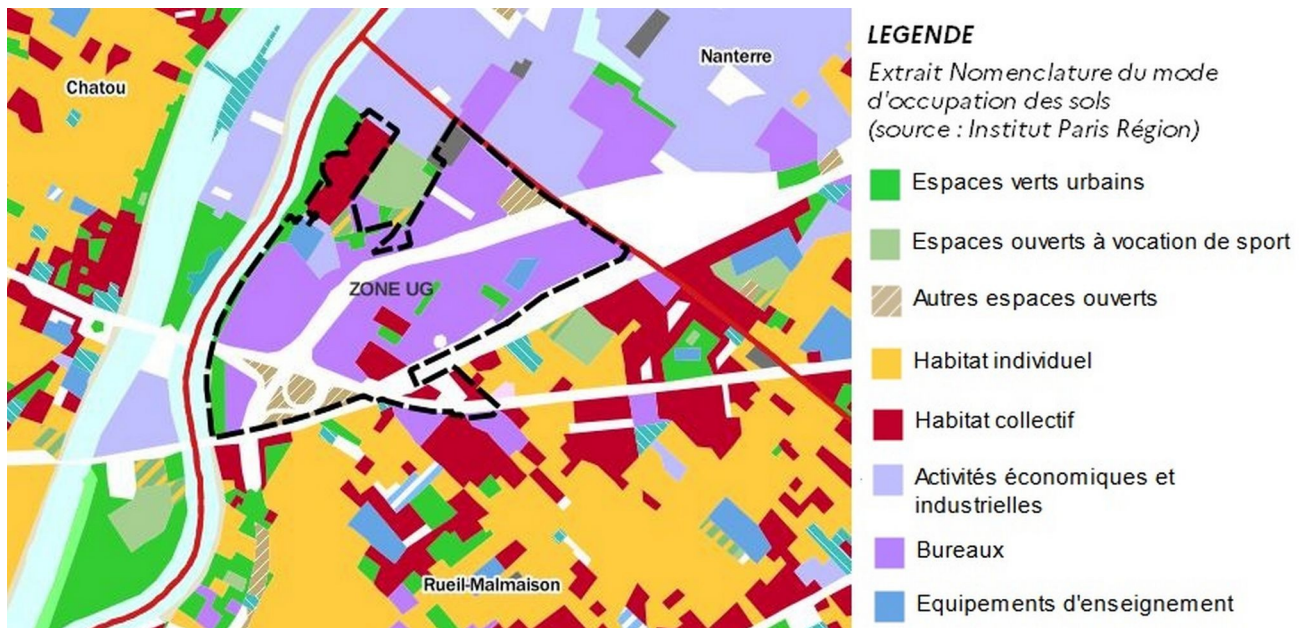 Chatou
Nanterre
ZONE UG
Rueil-Malmaison
LEGENDE
Extrait Nomenclature du mode
d'occupation des sols
(source : Institut Paris Région)
Espaces verts urbains
Espaces ouverts à vocation de sport
Autres espaces ouverts
Habitat individuel
Habitat collectif
Activités économiques et
industrielles
Bureaux
Equipements d'enseignement